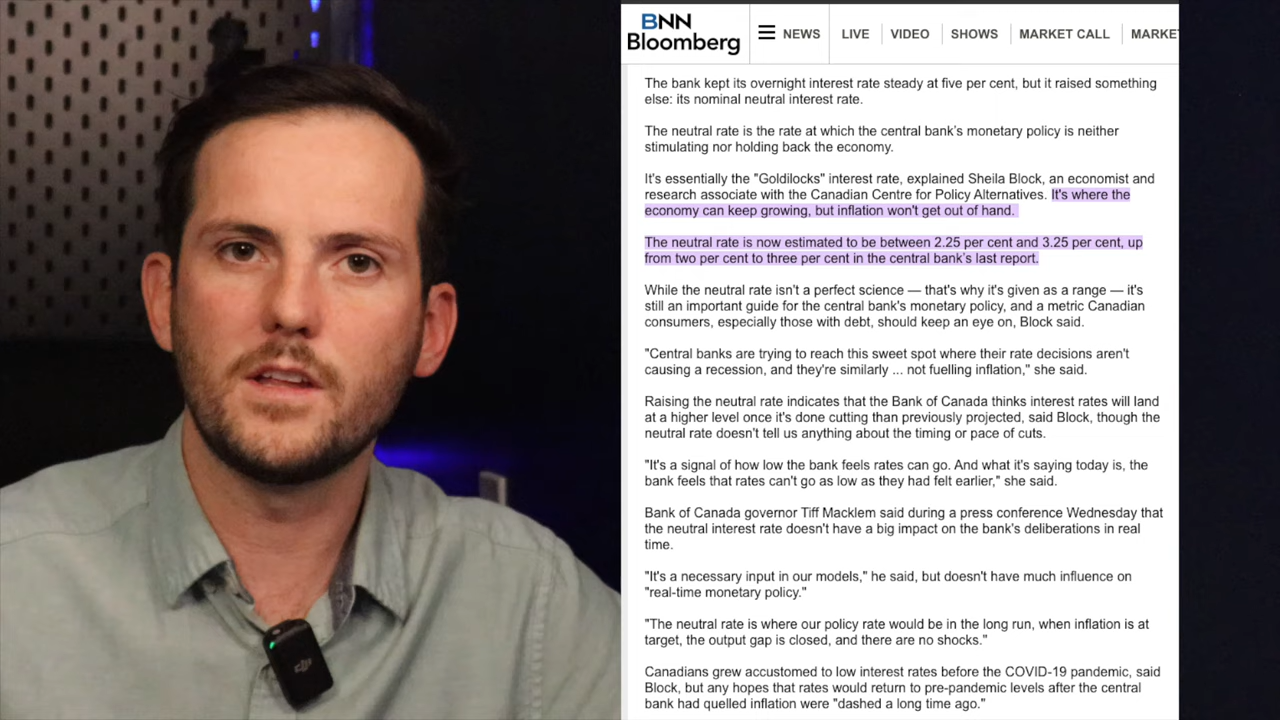 BNN
Bloomberg
NEWS
LIVE
VIDEO
SHOWS
MARKET CALL
MARKE
The bank kept its overnight interest rate steady at five per cent, but it raised something
else: its nominal neutral interest rate.
The neutral rate is the rate at which the central bank's monetary policy is neither
stimulating nor holding back the economy.
It's essentially the "Goldilocks" interest rate, explained Sheila Block, an economist and
research associate with the Canadian Centre for Policy Alternatives. It's where the
economy can keep growing, but inflation won't get out of hand.
The neutral rate is now estimated to be between 2.25 per cent and 3.25 per cent, up
from two per cent to three per cent in the central bank's last report.
While the neutral rate isn't a perfect science — that's why it's given as a range — it's
still an important guide for the central bank's monetary policy, and a metric Canadian
consumers, especially those with debt, should keep an eye on, Block said.
"Central banks are trying to reach this sweet spot where their rate decisions aren't
causing a recession, and they're similarly ... not fuelling inflation," she said.
Raising the neutral rate indicates that the Bank of Canada thinks interest rates will land
at a higher level once it's done cutting than previously projected, said Block, though the
neutral rate doesn't tell us anything about the timing or pace of cuts.
"It's a signal of how low the bank feels rates can go. And what it's saying today is, the
bank feels that rates can't go as low as they had felt earlier," she said.
Bank of Canada governor Tiff Macklem said during a press conference Wednesday that
the neutral interest rate doesn't have a big impact on the bank's deliberations in real
time.
"It's a necessary input in our models," he said, but doesn't have much influence on
"real-time monetary policy."
"The neutral rate is where our policy rate would be in the long run, when inflation is at
target, the output gap is closed, and there are no shocks."
Canadians grew accustomed to low interest rates before the COVID-19 pandemic, said
Block, but any hopes that rates would return to pre-pandemic levels after the central
bank had quelled inflation were "dashed a long time ago."
dji